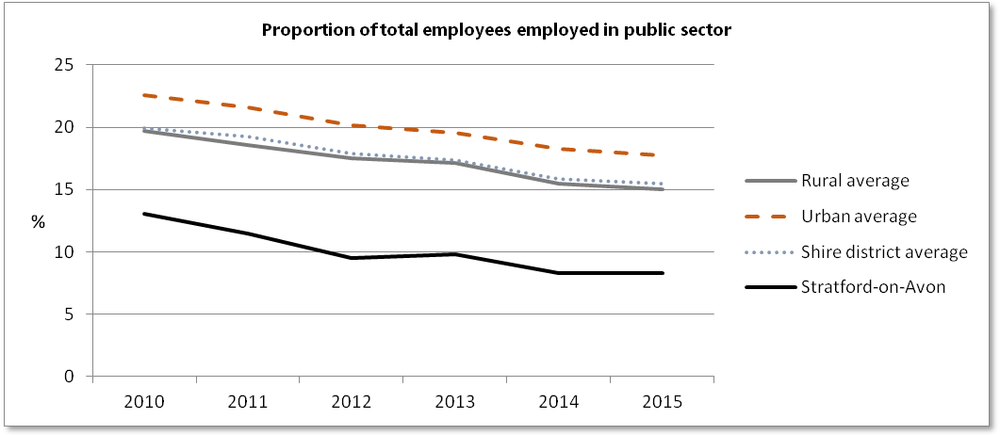 Proportion of total employees employed in public sector
25
20
15
10
5
0
%
2010 2011 2012 2013 2014 2015
Rural average
Urban average
Shire district average
Stratford-on-Avon